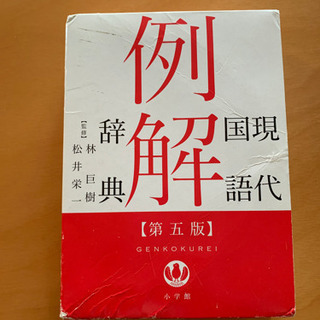 現代
国語
例解
辞典
【監修】
林 巨樹
松井栄一
【第五版】
GENKOKUREI
小学館